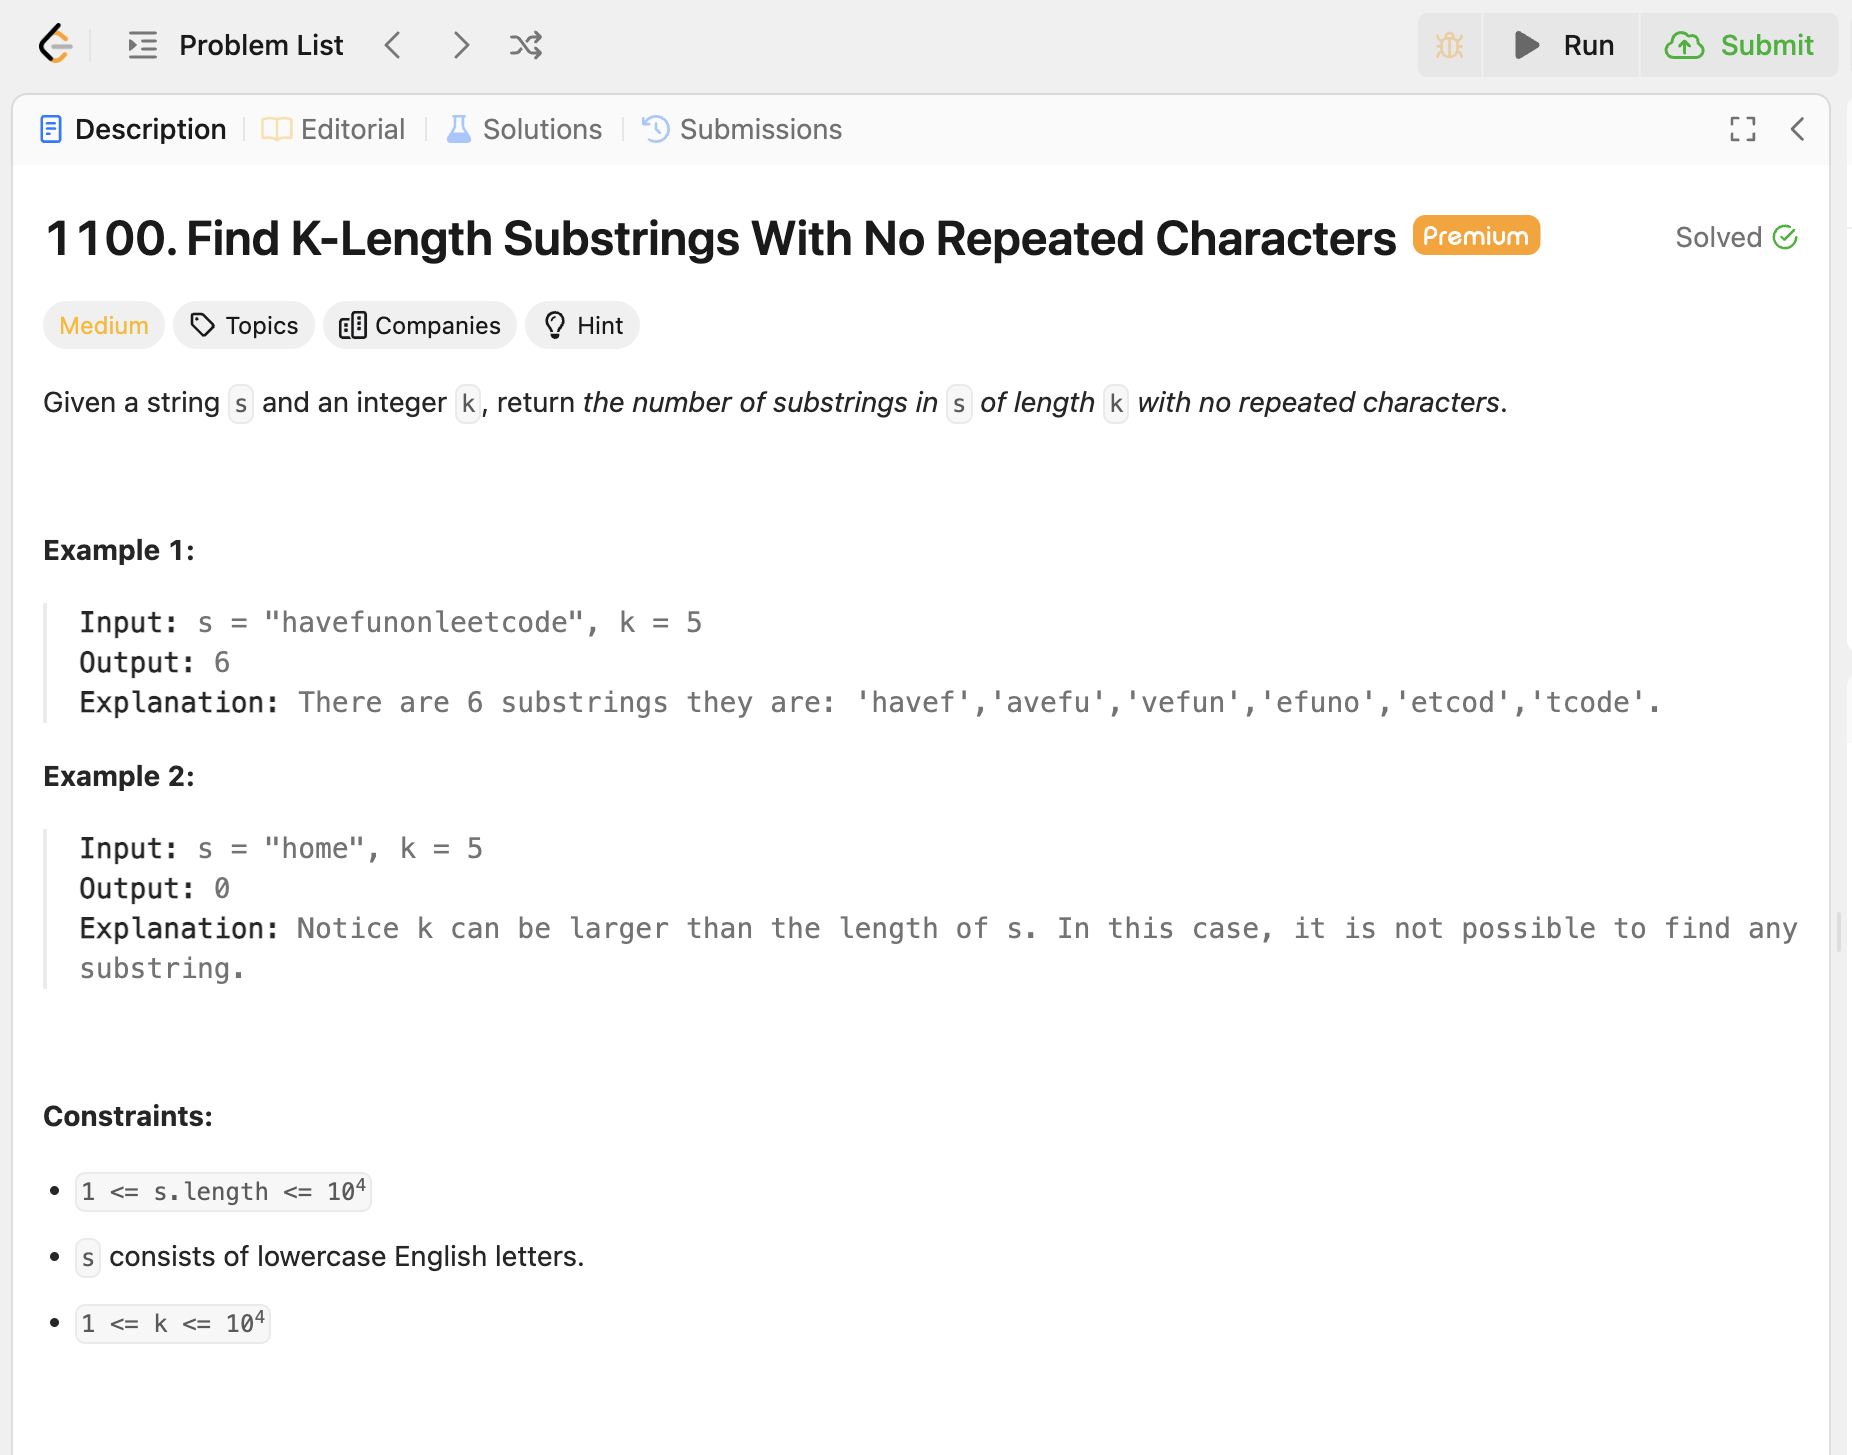 Problem List
Run
Submit
Description
Editorial
Solutions
Submissions
1100. Find K-Length Substrings With No Repeated Characters Premium Solved
Medium Topics Companies Hint
Given a string s and an integer k, return the number of substrings in s of length k with no repeated characters.
Example 1:
Input: s = "havefunonleetcode", k = 5
Output: 6
Explanation: There are 6 substrings they are: 'havef','avefu','vefun','efuno','etcod','tcode'.
Example 2:
Input: s = "home", k = 5
Output: 0
Explanation: Notice k can be larger than the length of s. In this case, it is not possible to find any
substring.
Constraints:
• 1 <= s.length <= 10⁴
• s consists of lowercase English letters.
• 1 <= k <= 10⁴